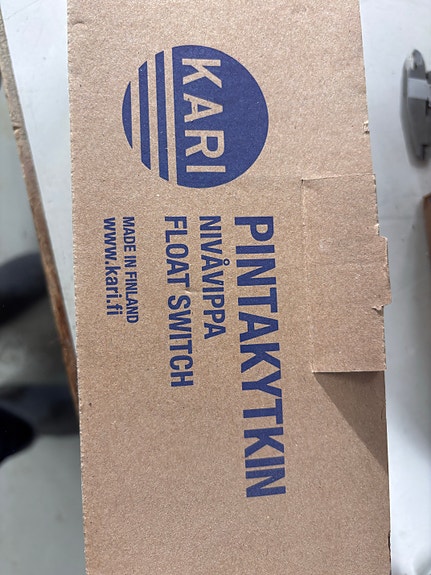 KARI
PINTAKYTKIN
NIVÅVIPPA
FLOAT SWITCH
MADE IN FINLAND
www.kari.fi